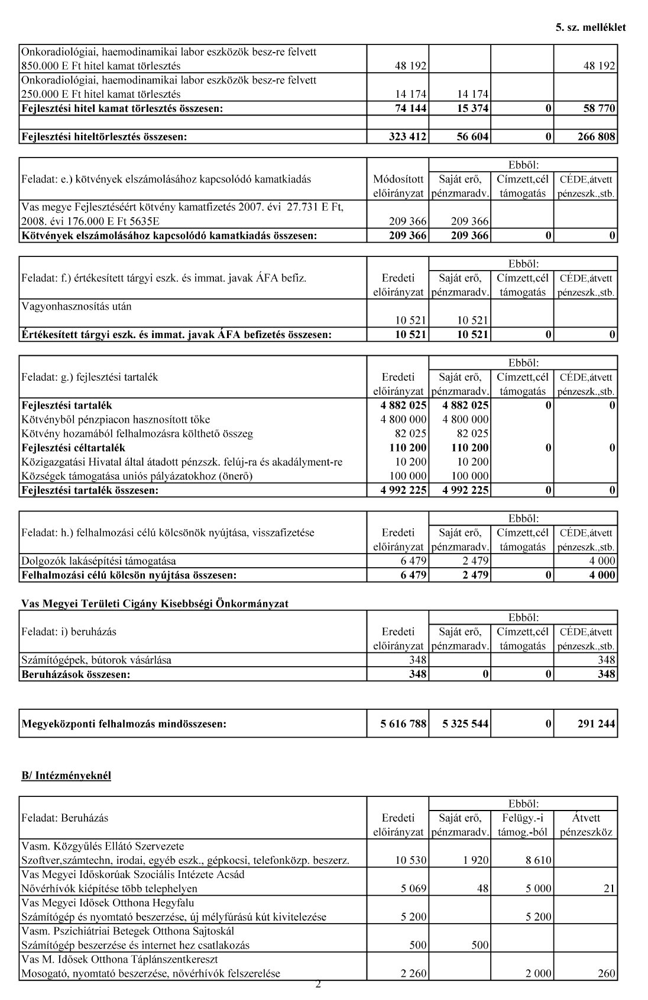 5. sz. melléklet
Onkoradiológiai, haemodinamikai labor eszközök besz-re felvett
850.000 E Ft hitel kamat törlesztés 48 192 48 192
Onkoradiológiai, haemodinamikai labor eszközök besz-re felvett
250.000 E Ft hitel kamat törlesztés 14 174 14 174
Fejlesztési hitel kamat törlesztés összesen: 74 144 15 374 0 58 770
Fejlesztési hiteltörlesztés összesen: 323 412 56 604 0 266 808
Ebből:
Feladat: e.) kötvények elszámolásához kapcsolódó kamatkiadás Módosított Saját erő, Címzett,cél CÉDE,átvett
előirányzat pénzmaradv. támogatás pénzeszk.,stb.
Vas megye Fejlesztéséért kötvény kamatfizetés 2007. évi 27.731 E Ft,
2008. évi 176.000 E Ft 5635E 209 366 209 366
Kötvények elszámolásához kapcsolódó kamatkiadás összesen: 209 366 209 366 0 0
Ebből:
Feladat: f.) értékesített tárgyi eszk. és immat. javak ÁFA befiz. Eredeti Saját erő, Címzett,cél CÉDE,átvett
előirányzat pénzmaradv. támogatás pénzeszk.,stb.
Vagyonhasznosítás után
10 521 10 521
Értékesített tárgyi eszk. és immat. javak ÁFA befizetés összesen: 10 521 10 521 0 0
Ebből:
Feladat: g.) fejlesztési tartalék Eredeti Saját erő, Címzett,cél CÉDE,átvett
előirányzat pénzmaradv. támogatás pénzeszk.,stb.
Fejlesztési tartalék 4 882 025 4 882 025 0 0
Kötvényből pénzpiacon hasznosított tőke 4 800 000 4 800 000
Kötvény hozamából felhalmozásra költhető összeg 82 025 82 025
Fejlesztési céltartalék 110 200 110 200 0 0
Közigazgatási Hivatal által átadott pénzszk. felúj-ra és akadályment-re 10 200 10 200
Községek támogatása uniós pályázatokhoz (önerő) 100 000 100 000
Fejlesztési tartalék összesen: 4 992 225 4 992 225 0 0
Ebből:
Feladat: h.) felhalmozási célú kölcsönök nyújtása, visszafizetése Eredeti Saját erő, Címzett,cél CÉDE,átvett
előirányzat pénzmaradv. támogatás pénzeszk.,stb.
Dolgozók lakásépítési támogatása 6 479 2 479 4 000
Felhalmozási célú kölcsön nyújtása összesen: 6 479 2 479 0 4 000
Vas Megyei Területi Cigány Kisebbségi Önkormányzat
Ebből:
Feladat: i) beruházás Eredeti Saját erő, Címzett,cél CÉDE,átvett
előirányzat pénzmaradv. támogatás pénzeszk.,stb.
Számítógépek, bútorok vásárlása 348 348
Beruházások összesen: 348 0 0 348
Megyeközponti felhalmozás mindösszesen: 5 616 788 5 325 544 0 291 244
B/ Intézményeknél
Ebből:
Feladat: Beruházás Eredeti Saját erő, Felügy.-i Átvett
előirányzat pénzmaradv. támog.-ból pénzeszköz
Vasm. Közgyűlés Ellátó Szervezete
Szoftver,számtechn, irodai, egyéb eszk., gépkocsi, telefonközp. beszerz. 10 530 1 920 8 610
Vas Megyei Időskorúak Szociális Intézete Acsád
Nővérhívók kiépítése több telephelyen 5 069 48 5 000 21
Vas Megyei Idősek Otthona Hegyfalu
Számítógép és nyomtató beszerzése, új mélyfúrású kút kivitelezése 5 200 5 200
Vasm. Pszichiátriai Betegek Otthona Sajtoskál
Számítógép beszerzése és internet hez csatlakozás 500 500
Vas M. Idősek Otthona Táplánszentkereszt
Mosogató, nyomtató beszerzése, nővérhívók felszerelése 2 260 2 000 260
2